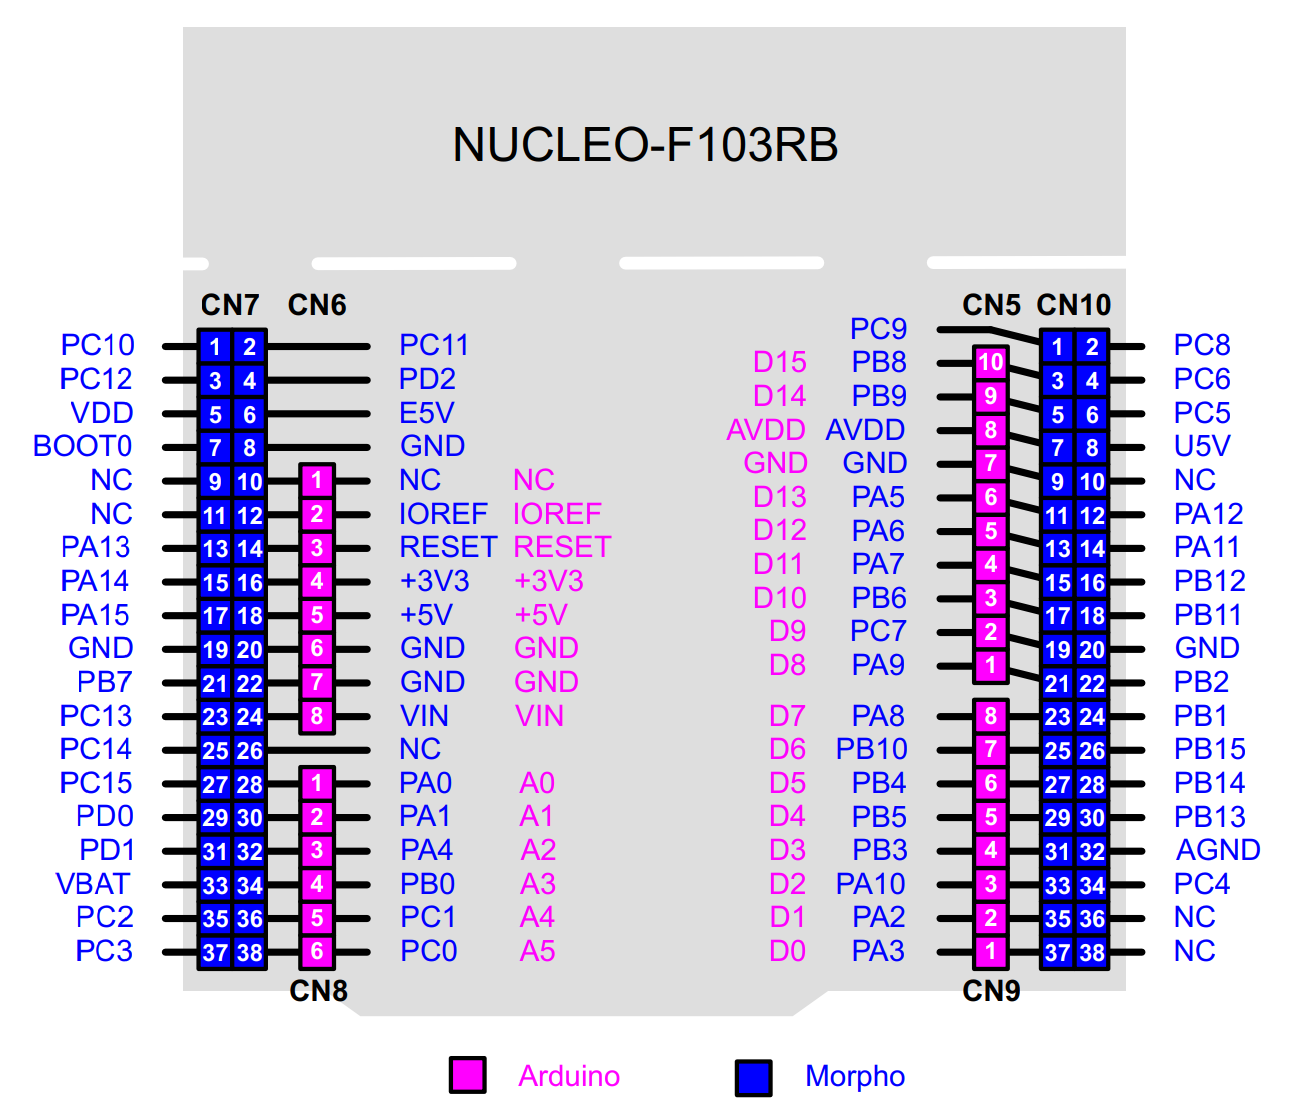 NUCLEO-F103RB
CN7 CN6 CN5 CN10
PC9
PC10 1 2 PC11 1 2 PC8
D15 PB8 10
PC12 3 4 PD2 3 4 PC6
D14 PB9 9
VDD 5 6 E5V 5 6 PC5
AVDD AVDD 8
BOOT0 7 8 GND 7 8 U5V
GND GND 7
NC 9 10 1 NC NC 9 10 NC
D13 PA5 6
NC 11 12 2 IOREF IOREF 11 12 PA12
D12 PA6 5
PA13 13 14 3 RESET RESET 13 14 PA11
D11 PA7 4
PA14 15 16 4 +3V3 +3V3 15 16 PB12
D10 PB6 3
PA15 17 18 5 +5V +5V 17 18 PB11
D9 PC7 2
GND 19 20 6 GND GND 19 20 GND
D8 PA9 1
PB7 21 22 7 GND GND 21 22 PB2
PC13 23 24 8 VIN VIN D7 PA8 8 23 24 PB1
PC14 25 26 NC D6 PB10 7 25 26 PB15
PC15 27 28 1 PA0 A0 D5 PB4 6 27 28 PB14
PD0 29 30 2 PA1 A1 D4 PB5 5 29 30 PB13
PD1 31 32 3 PA4 A2 D3 PB3 4 31 32 AGND
VBAT 33 34 4 PB0 A3 D2 PA10 3 33 34 PC4
PC2 35 36 5 PC1 A4 D1 PA2 2 35 36 NC
PC3 37 38 6 PC0 A5 D0 PA3 1 37 38 NC
CN8 CN9
Arduino Morpho